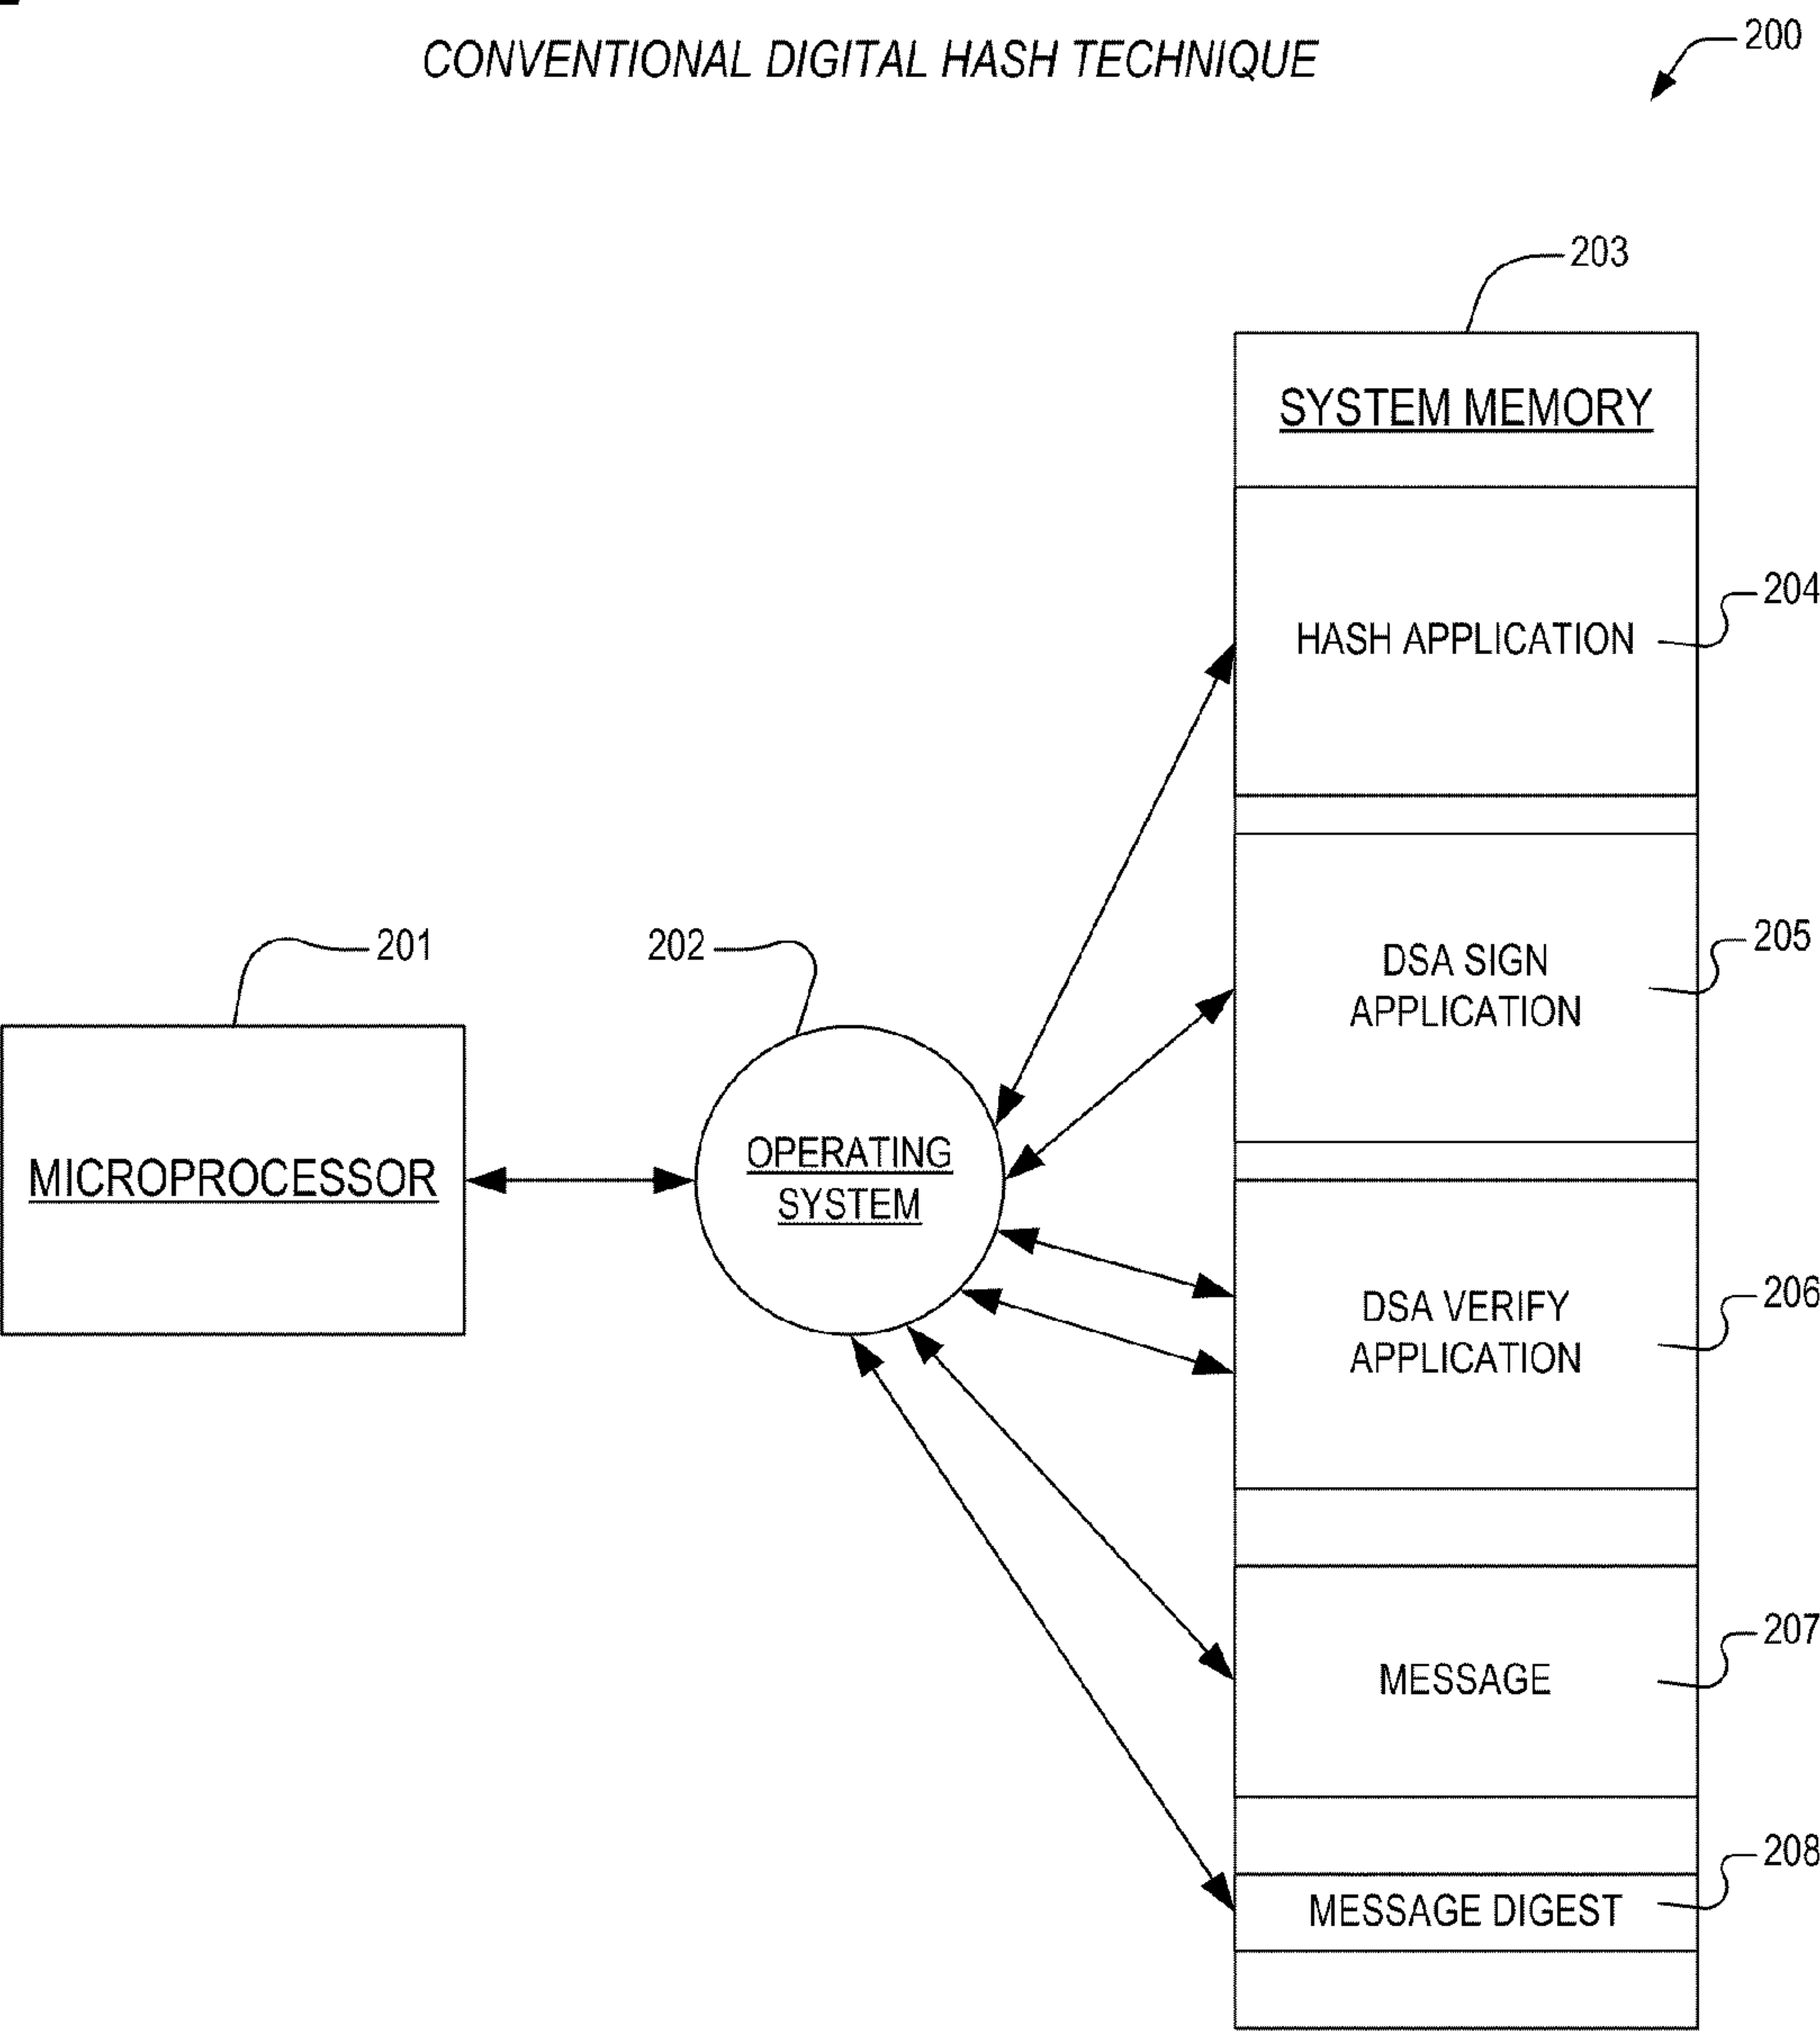 CONVENTIONAL DIGITAL HASH TECHNIQUE
200
203
SYSTEM MEMORY
204
HASH APPLICATION
205
DSA SIGN
APPLICATION
201
202
MICROPROCESSOR
OPERATING
SYSTEM
206
DSA VERIFY
APPLICATION
207
MESSAGE
208
MESSAGE DIGEST